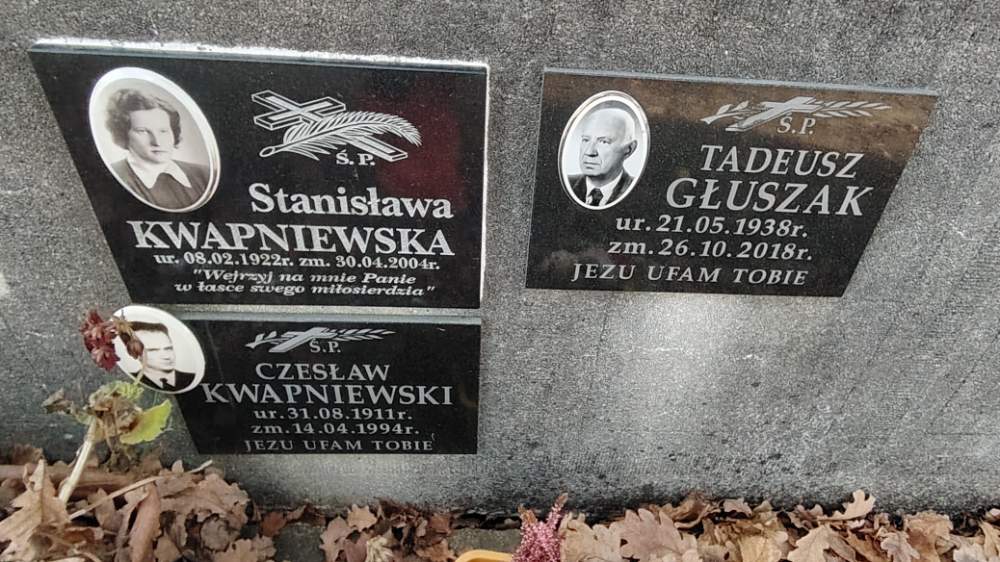 Ś.P.
Stanisława
KWAPNIEWSKA
ur. 08.02.1922r. zm. 30.04.2004r.
"Wejrzyj na mnie Panie
w łasce swego miłosierdzia"
Ś.P.
CZESŁAW
KWAPNIEWSKI
ur. 31.08.1911r.
zm. 14.04.1994r.
JEZU UFAM TOBIE
Ś.P.
TADEUSZ
GŁUSZAK
ur. 21.05.1938r.
zm. 26.10.2018r.
JEZU UFAM TOBIE